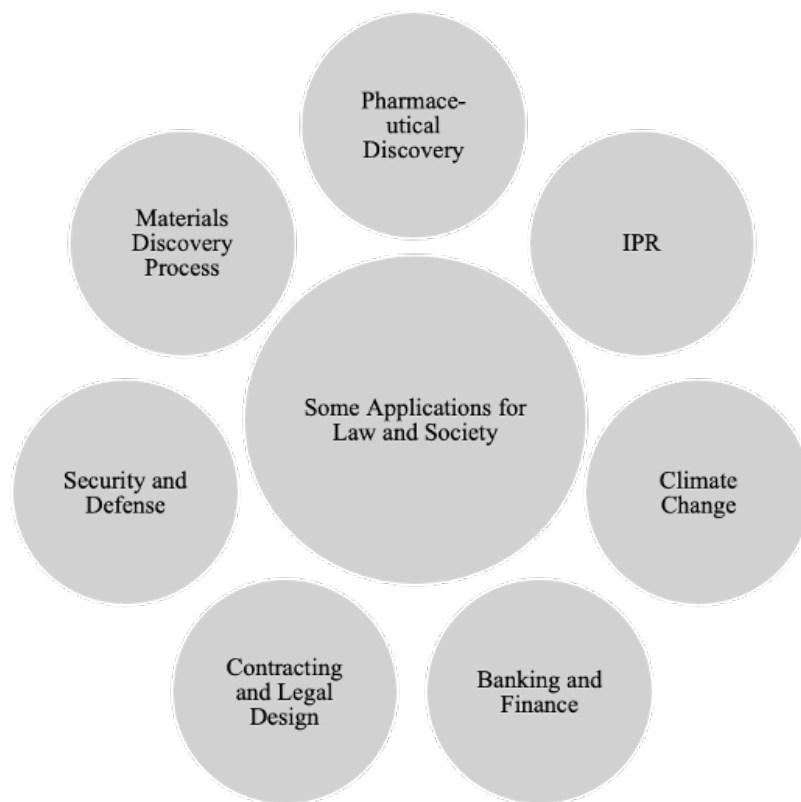 Pharmace-
utical
Discovery
Materials
Discovery
Process
IPR
Some Applications for
Law and Society
Security and
Defense
Climate
Change
Contracting
and Legal
Design
Banking and
Finance